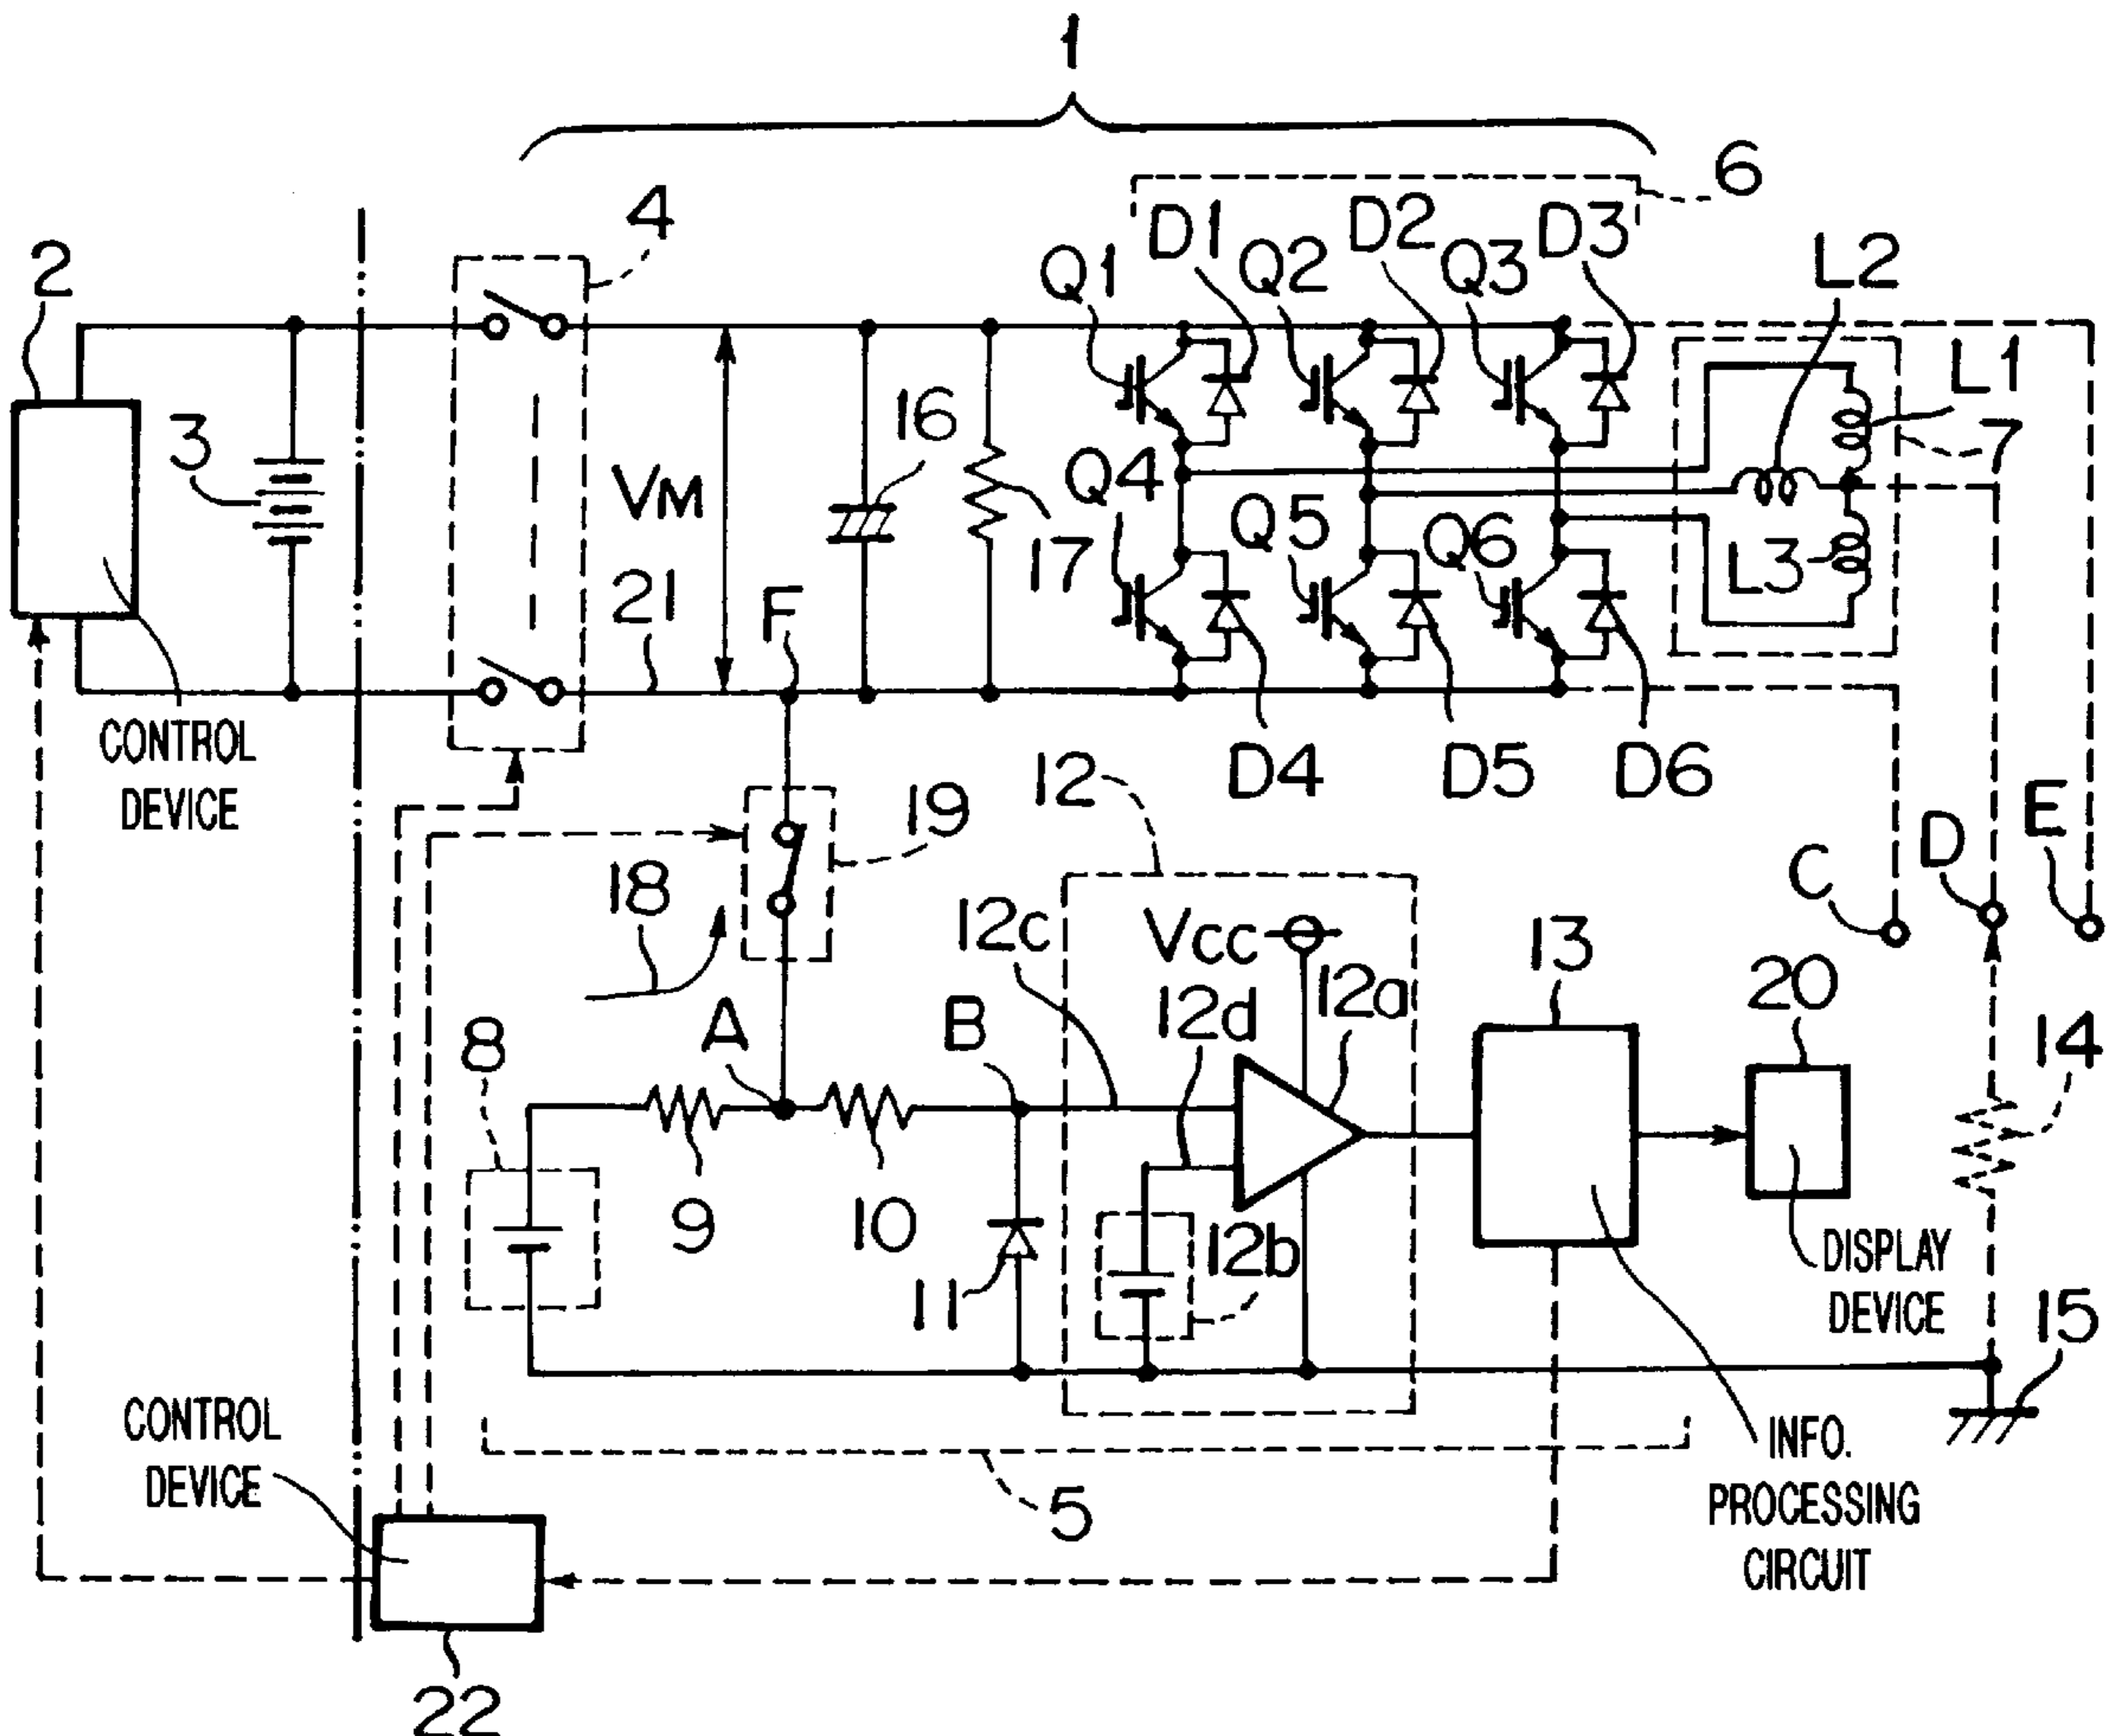 1
6
4
D1
D2
D3
2
Q1
Q2
Q3
L2
L1
3
16
7
VM
Q4
Q5
Q6
17
L3
21
F
CONTROL
DEVICE
12
D4
D5
D6
19
E
D
18
C
12c
Vcc
13
12a
20
A
B
12d
14
8
9
10
12b
DISPLAY
DEVICE
11
15
CONTROL
DEVICE
INFO.
PROCESSING
CIRCUIT
5
22